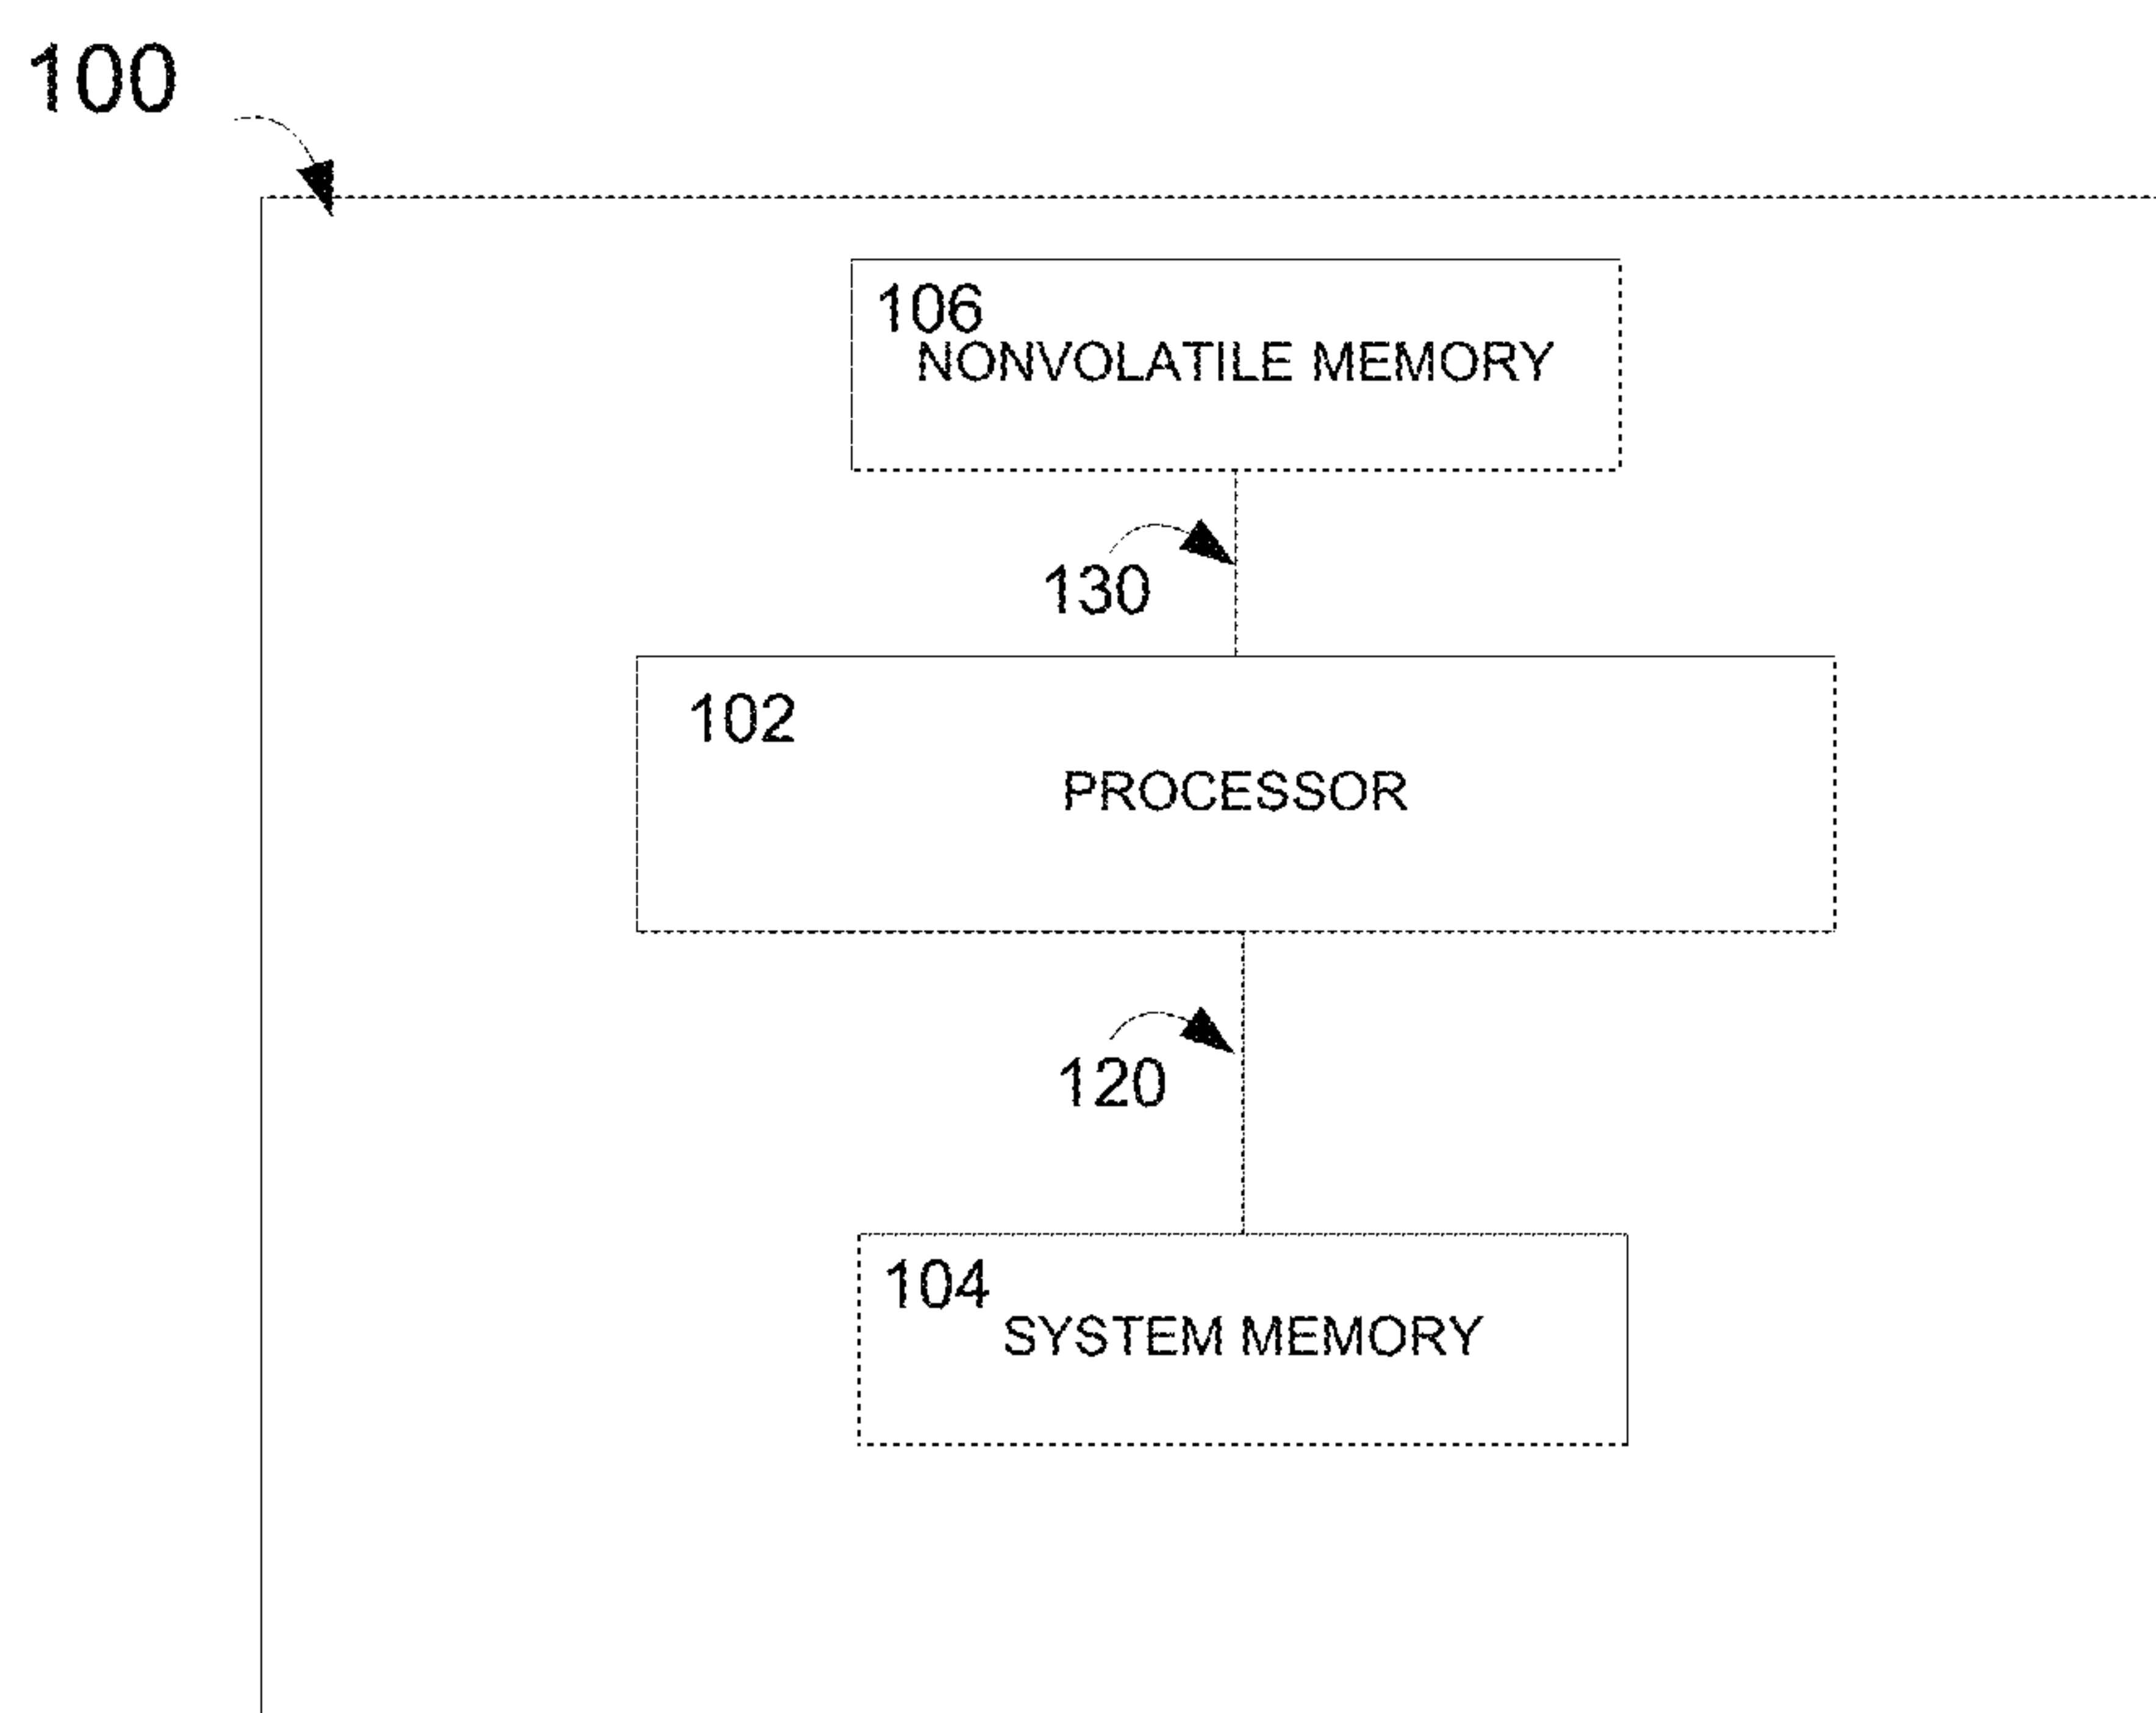 100
106
NONVOLATILE MEMORY
130
102
PROCESSOR
120
104
SYSTEM MEMORY